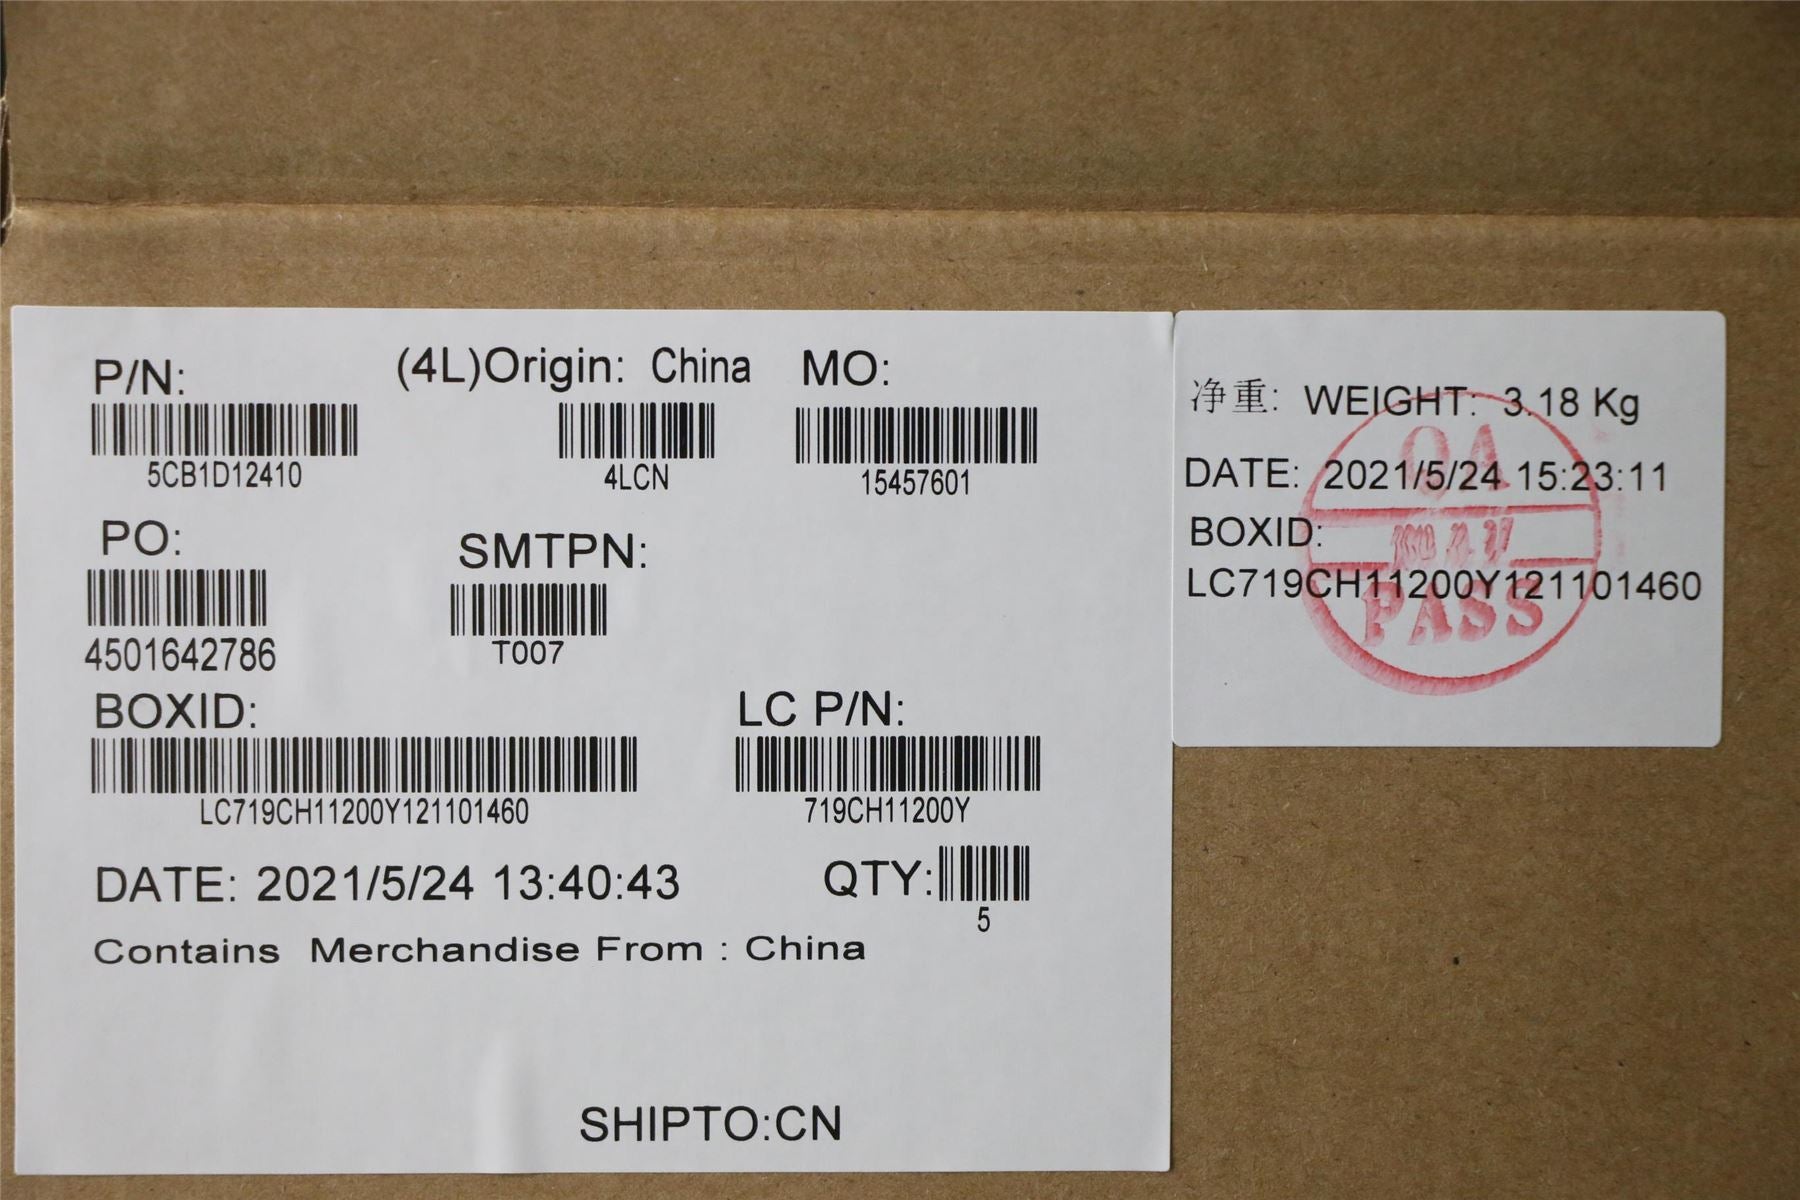 P/N: (4L)Origin: China MO:
5CB1D12410 4LCN 15457601
PO: SMTPN:
4501642786 T007
BOXID: LC P/N:
LC719CH11200Y121101460 719CH11200Y
DATE: 2021/5/24 13:40:43 QTY:
5
Contains Merchandise From : China
SHIPTO:CN
净重: WEIGHT: 3.18 Kg
DATE: 2021/5/24 15:23:11
BOXID:
LC719CH11200Y121101460
QA
PASS